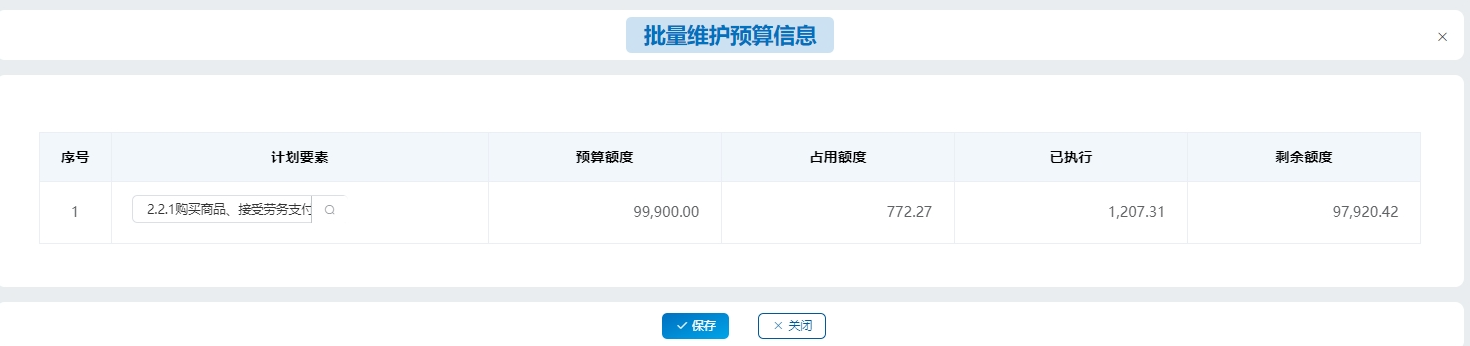 批量维护预算信息
序号 计划要素 预算额度 占用额度 已执行 剩余额度
1 2.2.1购买商品、接受劳务支付 99,900.00 772.27 1,207.31 97,920.42
保存 关闭